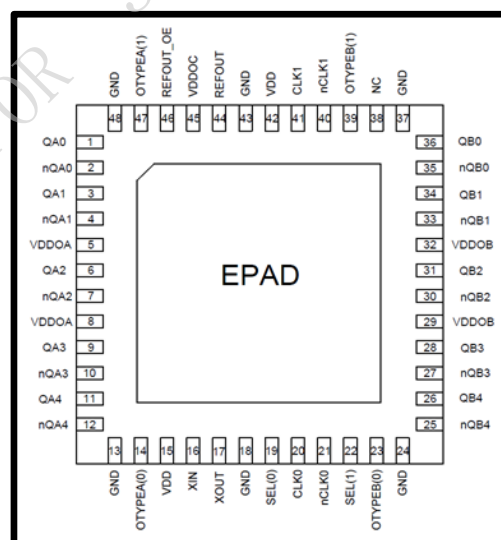 OR
GND
OTYPEA(1)
REFOUT_OE
VDDOC
REFOUT
GND
VDD
CLK1
nCLK1
OTYPEB(1)
NC
GND
48 47 46 45 44 43 42 41 40 39 38 37
QA0 1 36 QB0
nQA0 2 35 nQB0
QA1 3 34 QB1
nQA1 4 33 nQB1
VDDOA 5 32 VDDOB
QA2 6 31 QB2
nQA2 7 30 nQB2
VDDOA 8 29 VDDOB
QA3 9 28 QB3
nQA3 10 27 nQB3
QA4 11 26 QB4
nQA4 12 25 nQB4
EPAD
13 14 15 16 17 18 19 20 21 22 23 24
GND
OTYPEA(0)
VDD
XIN
XOUT
GND
SEL(0)
CLK0
nCLK0
SEL(1)
OTYPEB(0)
GND